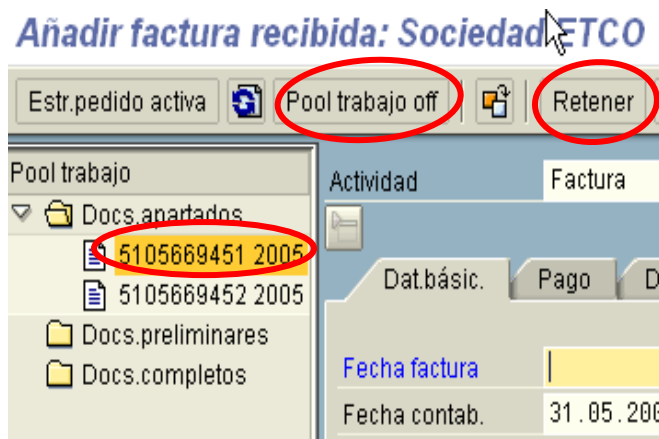 Añadir factura recibida: Sociedad ETCO
Estr.pedido activa Pool trabajo off Retener
Pool trabajo
Docs.apartados
5105669451 2005
5105669452 2005
Docs.preliminares
Docs.completos
Actividad Factura
Dat.básic. Pago D
Fecha factura
Fecha contab. 31.05.200